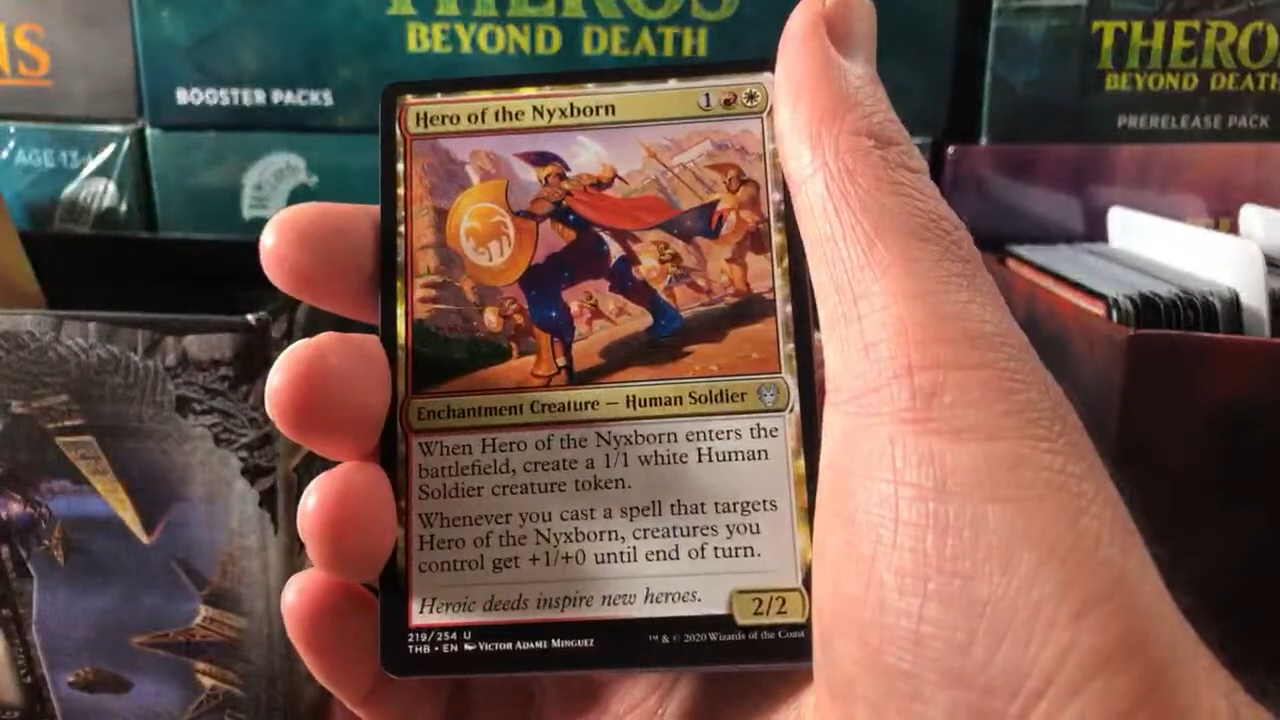 THEROS
BEYOND DEATH
BOOSTER PACKS
AGE 13+
THERO
BEYOND DEATH
PRERELEASE PACK
Hero of the Nyxborn 1
Enchantment Creature — Human Soldier
When Hero of the Nyxborn enters the
battlefield, create a 1/1 white Human
Soldier creature token.
Whenever you cast a spell that targets
Hero of the Nyxborn, creatures you
control get +1/+0 until end of turn.
Heroic deeds inspire new heroes.
2/2
219/254 U
THB • EN Victor Adame Minguez
™ & © 2020 Wizards of the Coast